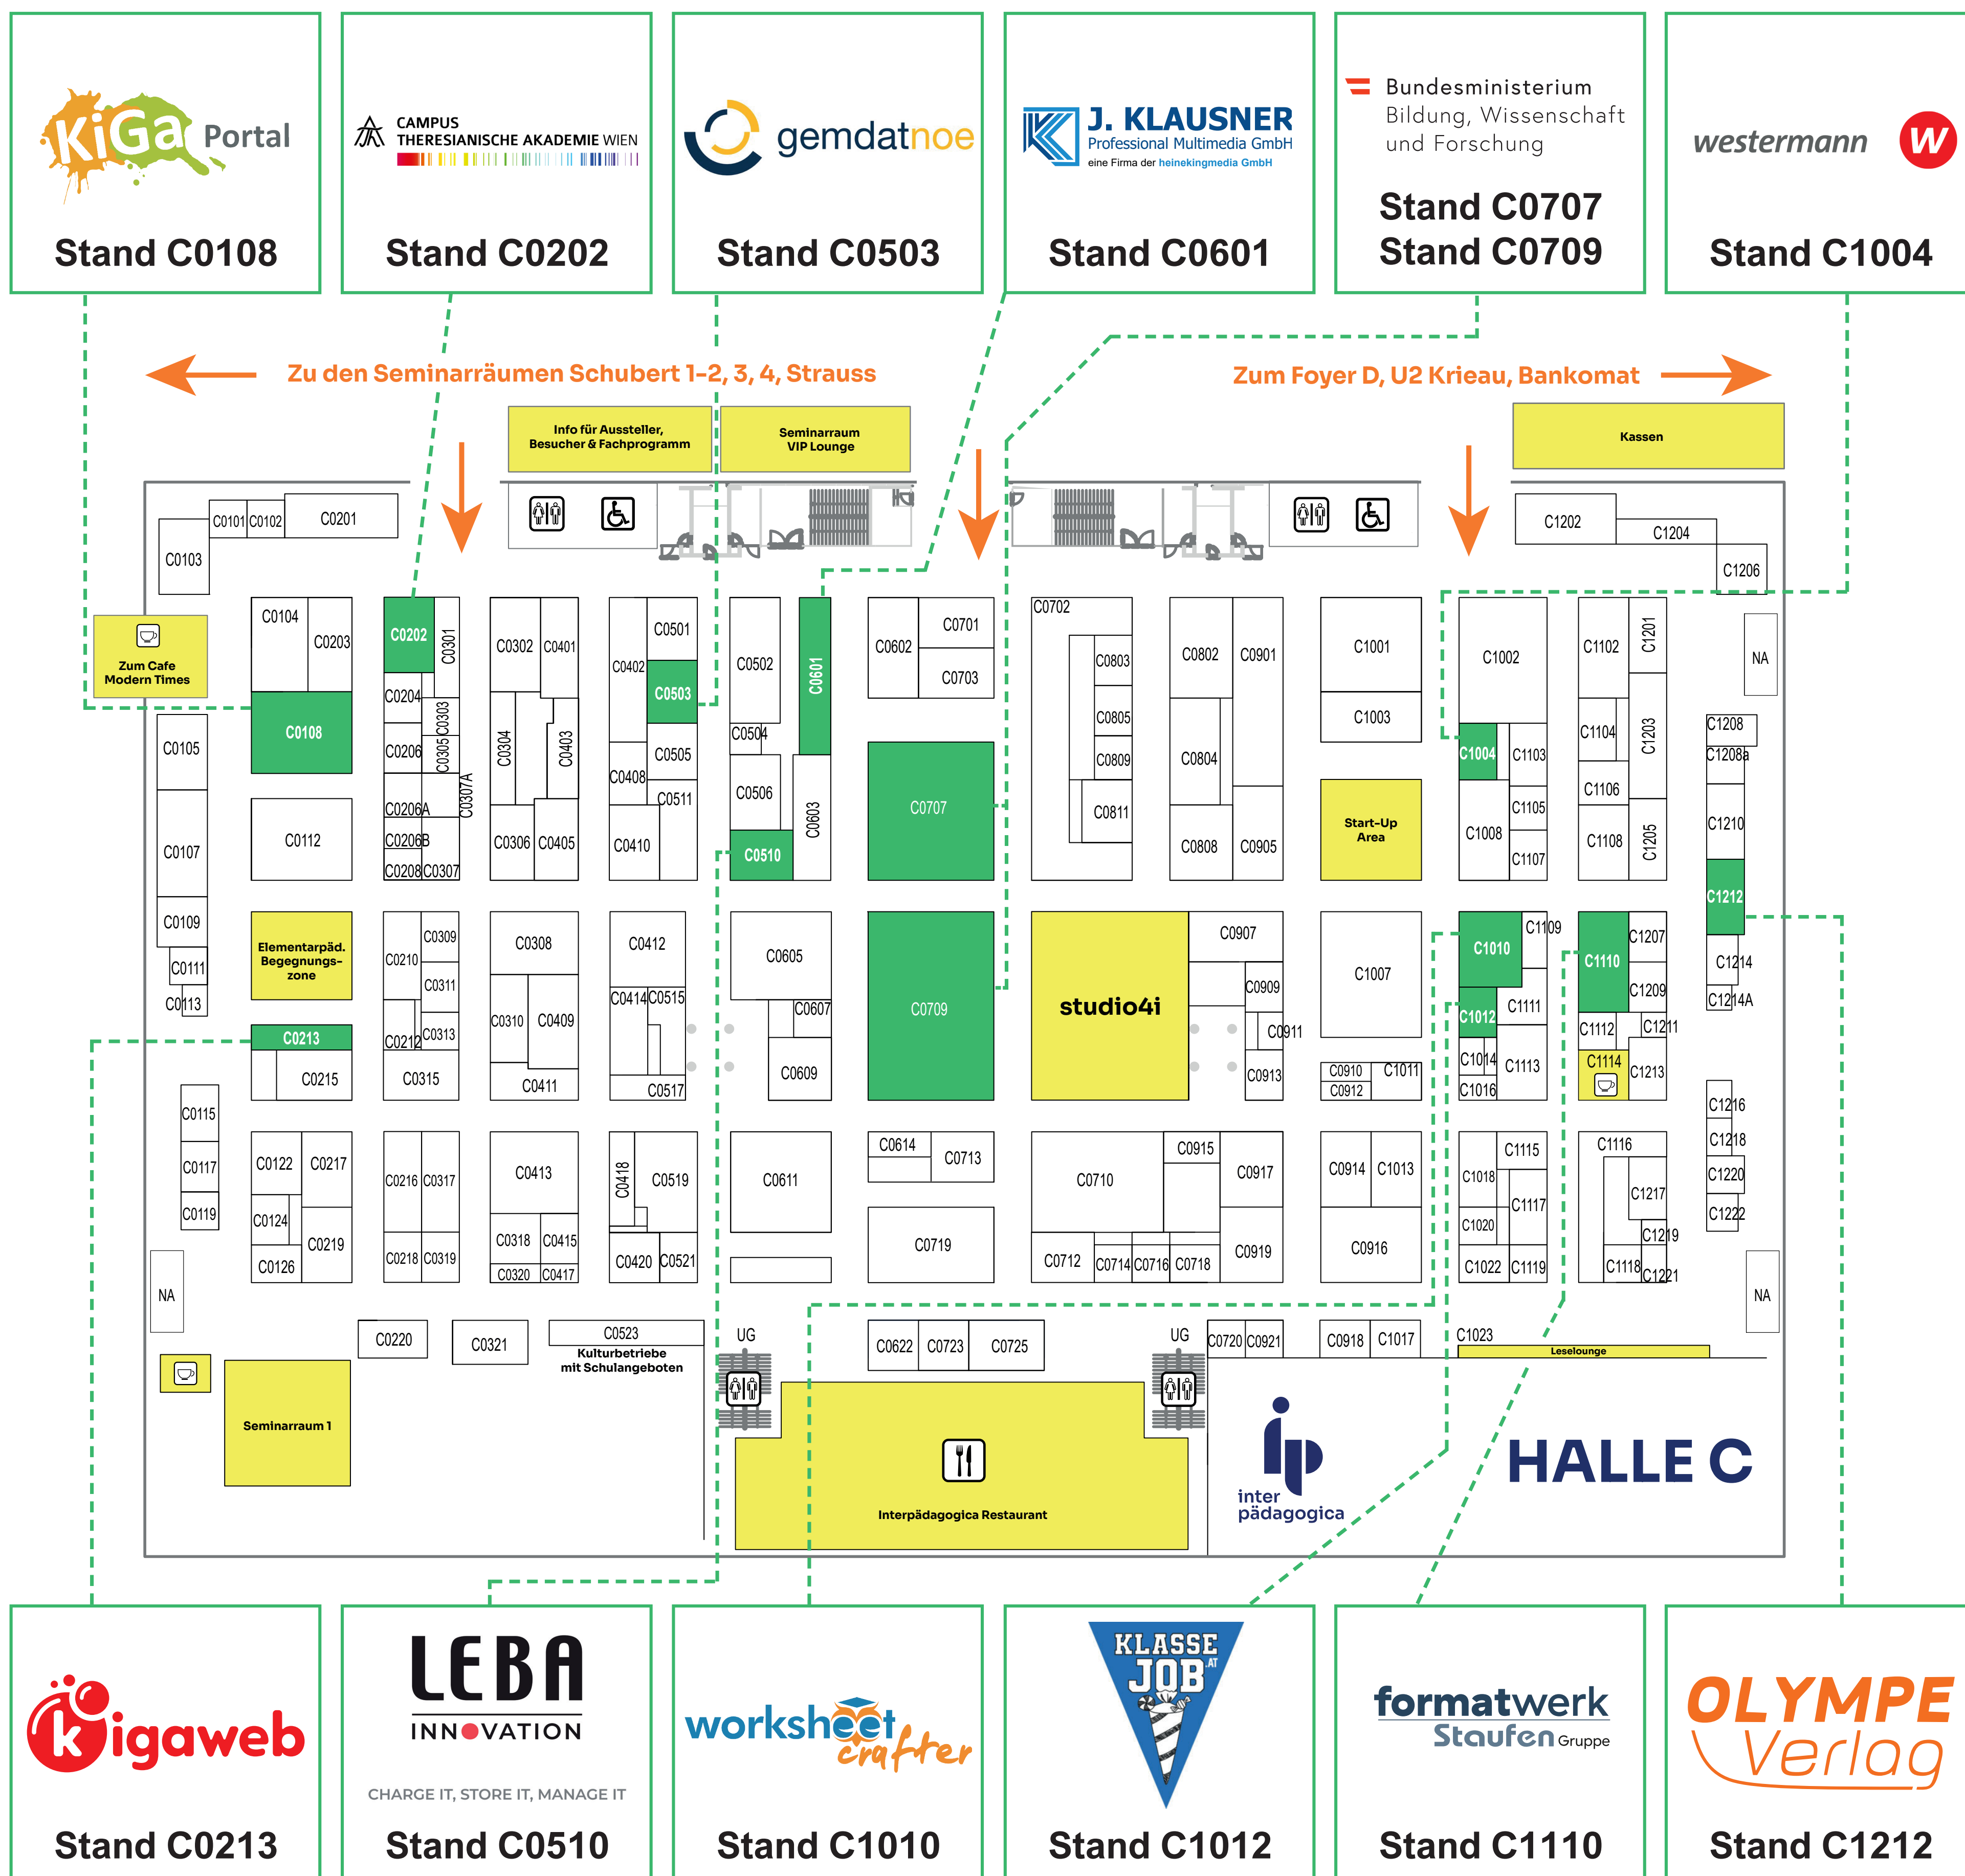 KiGa Portal
Stand C0108
CAMPUS
THERESIANISCHE AKADEMIE WIEN
Stand C0202
gemdatnoe
Stand C0503
J. KLAUSNER
Professional Multimedia GmbH
eine Firma der heinekingmedia GmbH
Stand C0601
Bundesministerium
Bildung, Wissenschaft
und Forschung
Stand C0707
Stand C0709
westermann W
Stand C1004
Zu den Seminarräumen Schubert 1-2, 3, 4, Strauss
Zum Foyer D, U2 Krieau, Bankomat
Info für Aussteller,
Besucher & Fachprogramm
Seminarraum
VIP Lounge
Kassen
C0101 C0102 C0201
C0103
C1202
C1204
C1206
Zum Cafe
Modern Times
C0104
C0203
C0108
C0112
C0105
C0107
C0109
C0111
C0113
C0202
C0301
C0204
C0303
C0206
C0305
C0307A
C0206A
C0206B
C0208 C0307
C0302
C0401
C0304
C0403
C0306
C0405
C0501
C0402
C0503
C0505
C0408
C0511
C0410
C0502
C0601
C0504
C0506
C0603
C0510
C0602
C0701
C0703
C0707
C0702
C0803
C0805
C0809
C0811
C0802
C0901
C0804
C0808
C0905
C1001
C1003
Start-Up
Area
C1002
C1004
C1103
C1105
C1008
C1107
C1102
C1201
C1104
C1203
C1106
C1108
C1205
NA
C1208
C1208a
C1210
C1212
C1214
C1214A
Elementarpäd.
Begegnungs-
zone
C0213
C0215
C0210
C0309
C0311
C0212
C0313
C0315
C0308
C0310
C0409
C0411
C0412
C0414 C0515
C0517
C0605
C0607
C0609
C0709
studio4i
C0907
C0909
C0911
C0913
C1007
C0910
C1011
C0912
C1010
C1109
C1012
C1111
C1014
C1113
C1016
C1110
C1207
C1209
C1112
C1211
C1114
C1213
C0115
C0117
C0119
C0122
C0217
C0124
C0219
C0126
C0216 C0317
C0218 C0319
C0413
C0318
C0415
C0320
C0417
C0418
C0519
C0420
C0521
C0611
C0614
C0713
C0719
C0710
C0915
C0917
C0712
C0714 C0716 C0718
C0919
C0914
C1013
C0916
C1018
C1115
C1117
C1020
C1022
C1119
C1116
C1217
C1219
C1118
C1221
C1216
C1218
C1220
C1222
NA
NA
C0220
C0321
C0523
Kulturbetriebe
mit Schulangeboten
UG
C0622 C0723 C0725
UG
C0720 C0921
C0918 C1017
C1023
Leselounge
Seminarraum 1
Interpädagogica Restaurant
ip
inter
pädagogica
HALLE C
kigaweb
Stand C0213
LEBA
INNOVATION
CHARGE IT, STORE IT, MANAGE IT
Stand C0510
worksheet
crafter
Stand C1010
KLASSE
JOB
.AT
Stand C1012
formatwerk
Staufen Gruppe
Stand C1110
OLYMPE
Verlag
Stand C1212